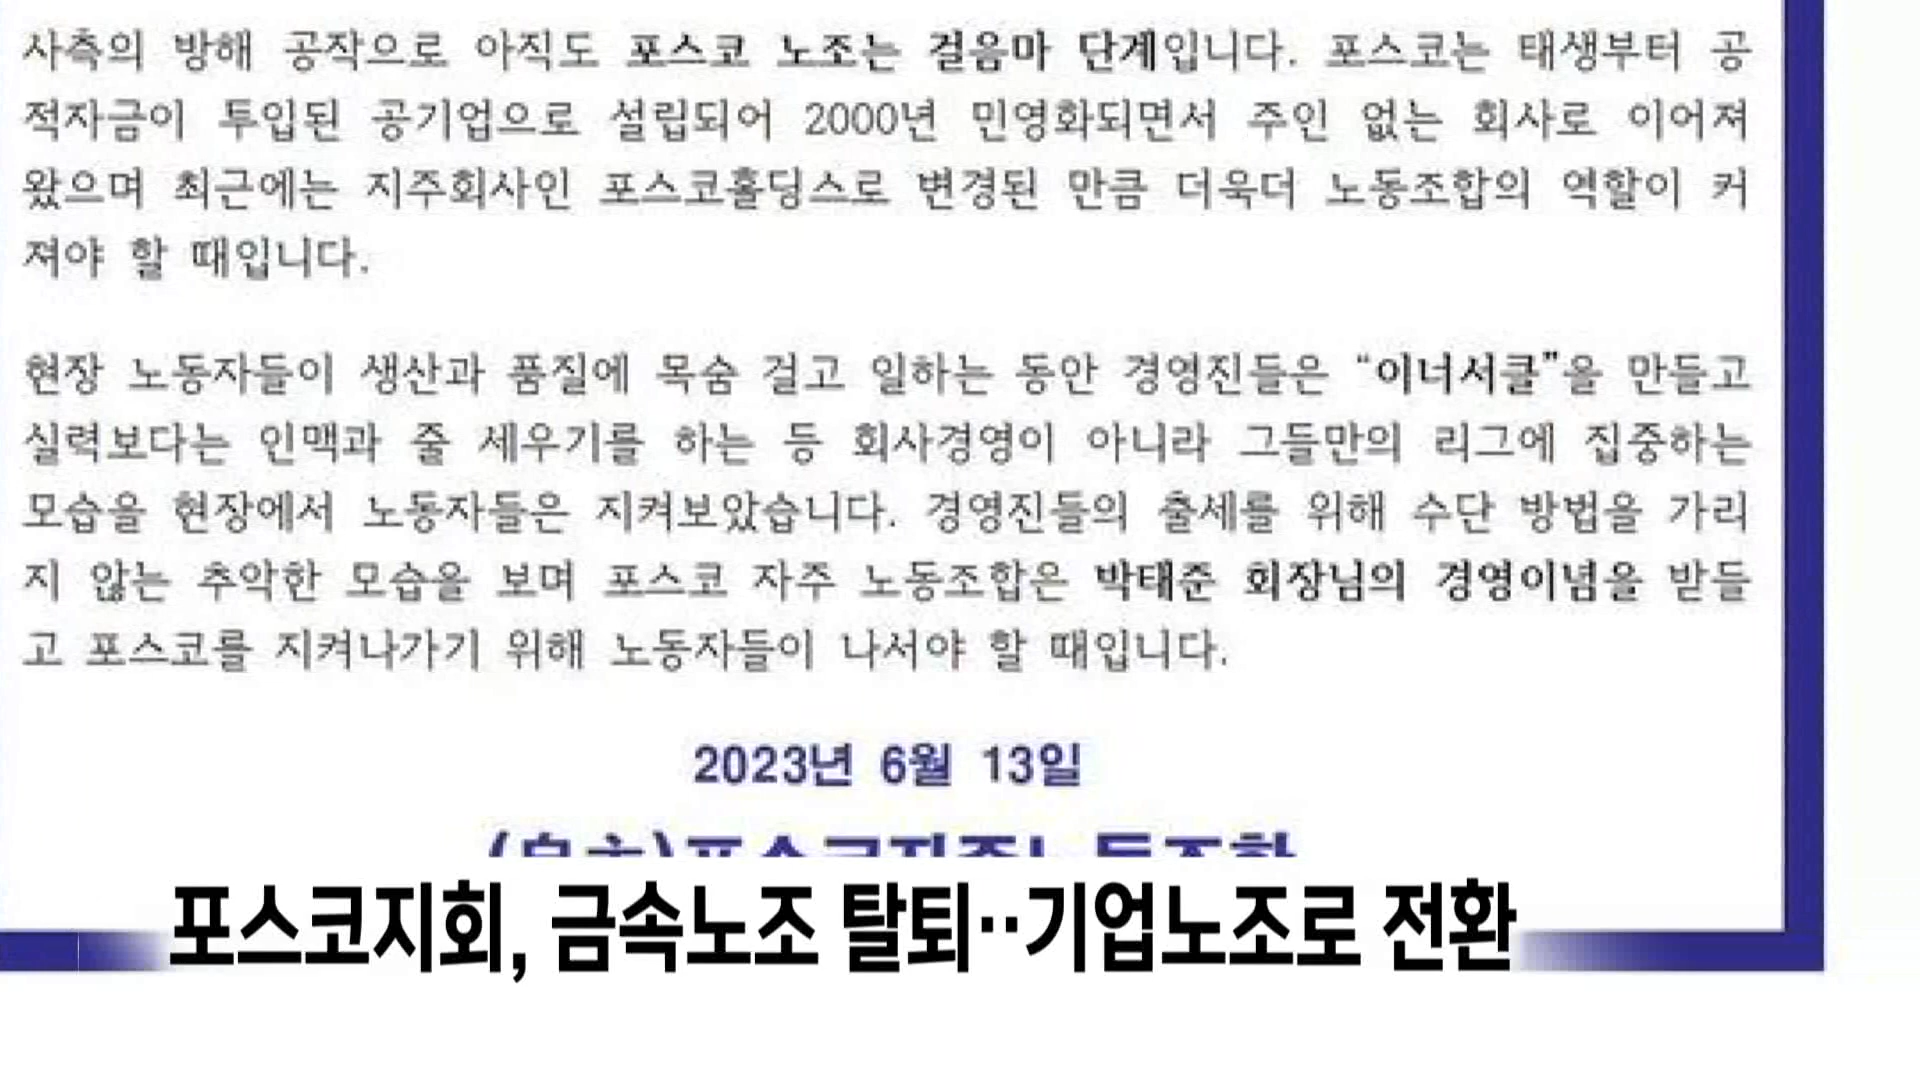 사측의 방해 공작으로 아직도 포스코 노조는 걸음마 단계입니다. 포스코는 태생부터 공
적자금이 투입된 공기업으로 설립되어 2000년 민영화되면서 주인 없는 회사로 이어져
왔으며 최근에는 지주회사인 포스코홀딩스로 변경된 만큼 더욱더 노동조합의 역할이 커
져야 할 때입니다.
현장 노동자들이 생산과 품질에 목숨 걸고 일하는 동안 경영진들은 “이너서클”을 만들고
실력보다는 인맥과 줄 세우기를 하는 등 회사경영이 아니라 그들만의 리그에 집중하는
모습을 현장에서 노동자들은 지켜보았습니다. 경영진들의 출세를 위해 수단 방법을 가리
지 않는 추악한 모습을 보며 포스코 자주 노동조합은 박태준 회장님의 경영이념을 받들
고 포스코를 지켜나가기 위해 노동자들이 나서야 할 때입니다.
2023년 6월 13일
포스코지회, 금속노조 탈퇴··기업노조로 전환